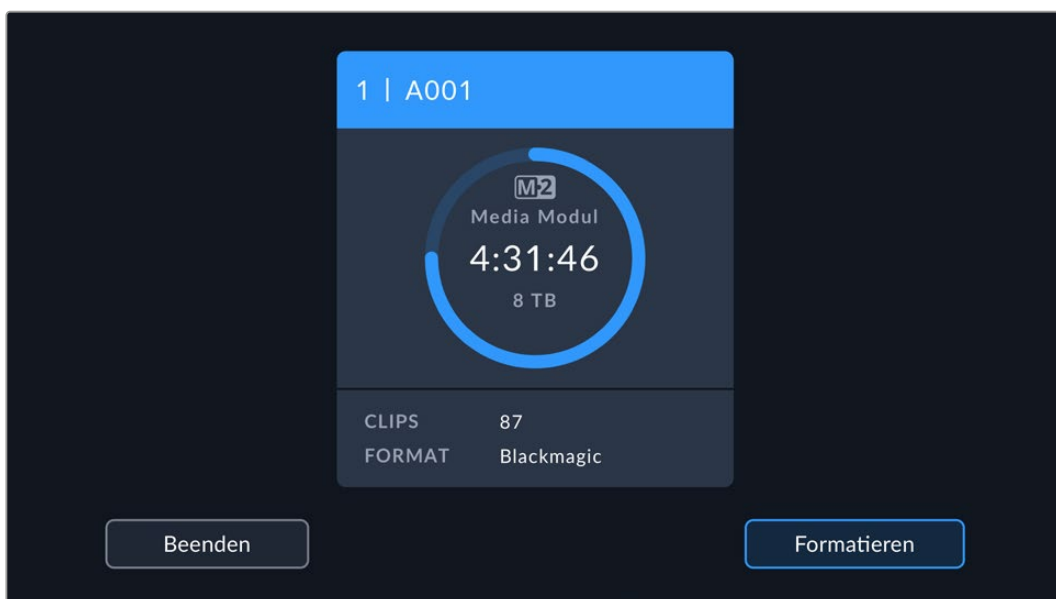 1 | A001
M2
Media Modul
4:31:46
8 TB
CLIPS 87
FORMAT Blackmagic
Beenden Formatieren